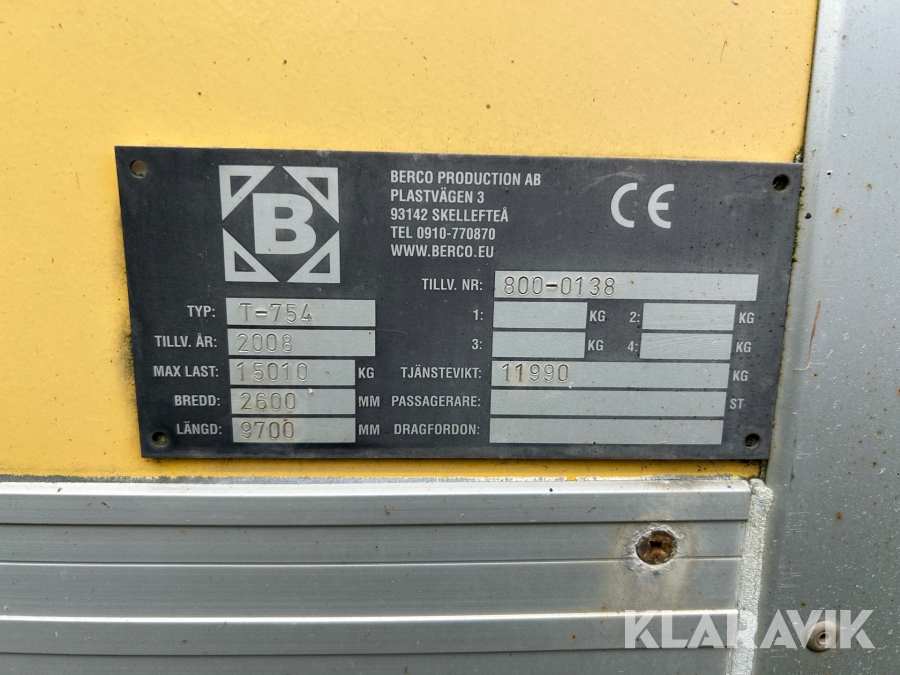 B
BERCO PRODUCTION AB
PLASTVÄGEN 3
93142 SKELLEFTEÅ
TEL 0910-770870
WWW.BERCO.EU
CE
TILLV. NR: 800-0138
TYP: T-754
1: KG 2: KG
TILLV. ÅR: 2008
3: KG 4: KG
MAX LAST: 15010 KG
TJÄNSTEVIKT: 11990 KG
BREDD: 2600 MM
PASSAGERARE: ST
LÄNGD: 9700 MM
DRAGFORDON:
KLARAVIK